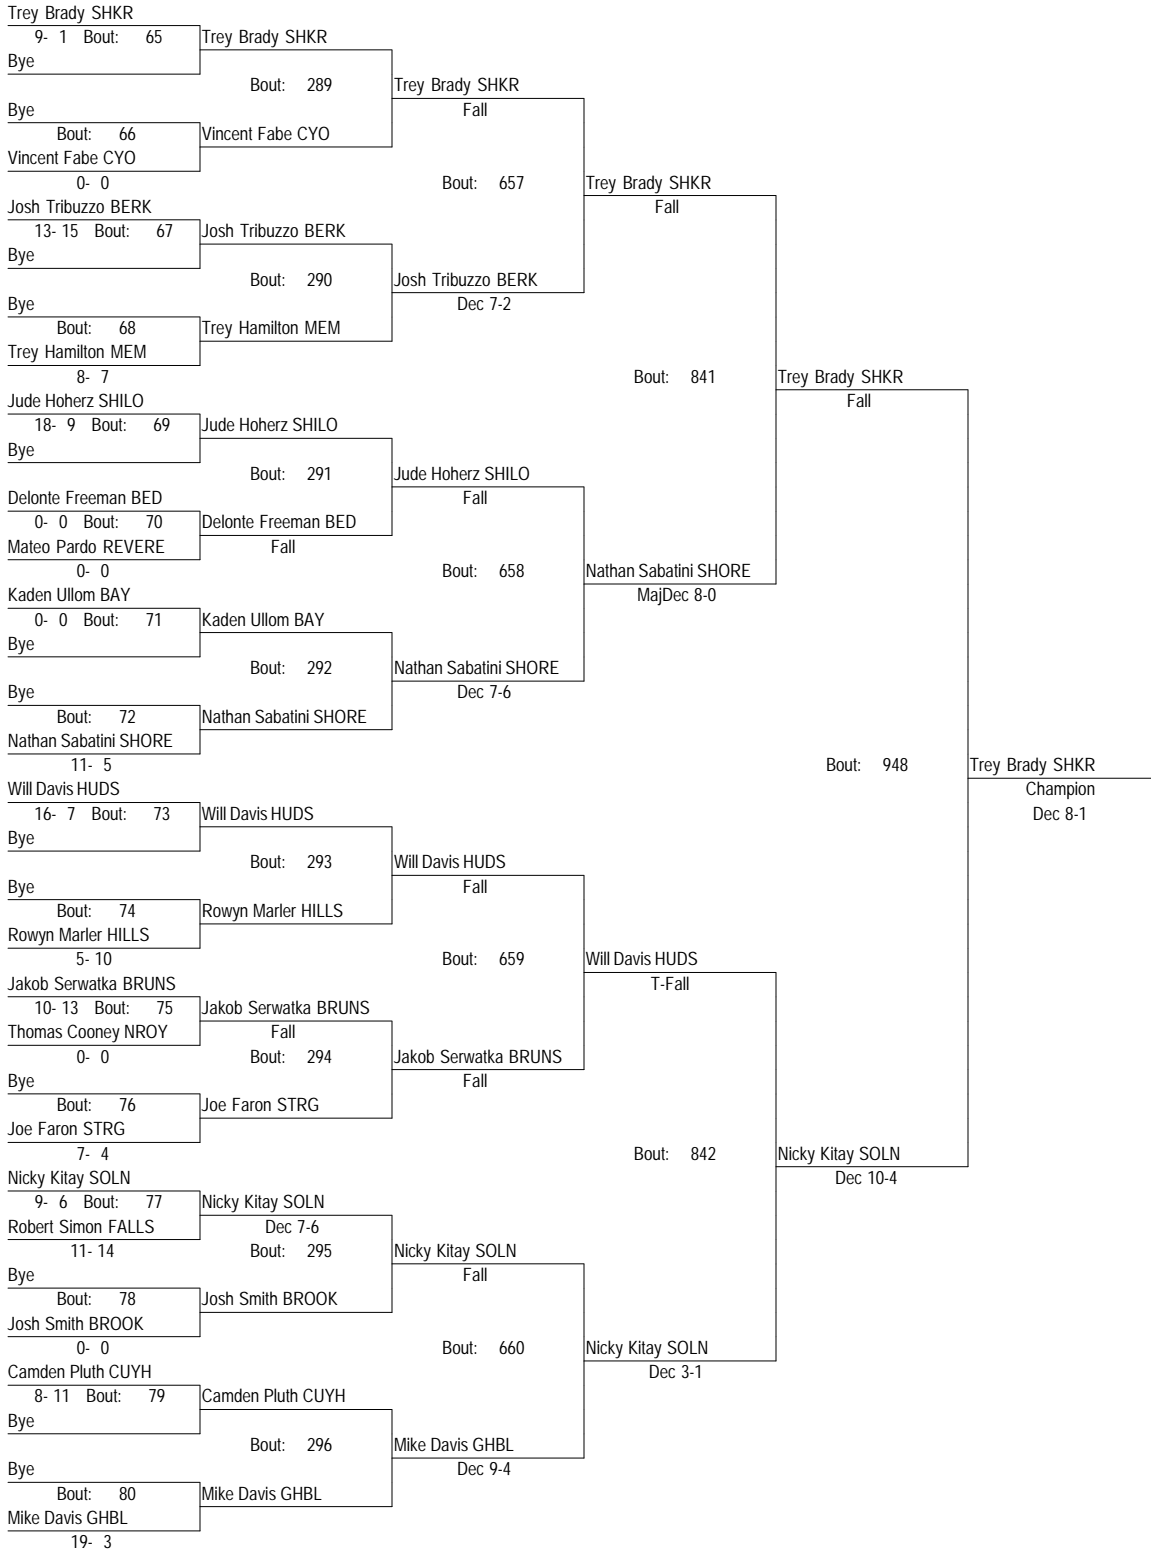 Trey Brady SHKR
9- 1 Bout: 65 Trey Brady SHKR
Bye
Bout: 289 Trey Brady SHKR
Bye Fall
Bout: 66 Vincent Fabe CYO
Vincent Fabe CYO
0- 0 Bout: 657 Trey Brady SHKR
Josh Tribuzzo BERK Fall
13- 15 Bout: 67 Josh Tribuzzo BERK
Bye
Bout: 290 Josh Tribuzzo BERK
Bye Dec 7-2
Bout: 68 Trey Hamilton MEM
Trey Hamilton MEM
8- 7 Bout: 841 Trey Brady SHKR
Jude Hoherz SHILO Fall
18- 9 Bout: 69 Jude Hoherz SHILO
Bye
Bout: 291 Jude Hoherz SHILO
Delonte Freeman BED Fall
0- 0 Bout: 70 Delonte Freeman BED
Mateo Pardo REVERE Fall
0- 0 Bout: 658 Nathan Sabatini SHORE
Kaden Ullom BAY MajDec 8-0
0- 0 Bout: 71 Kaden Ullom BAY
Bye
Bout: 292 Nathan Sabatini SHORE
Bye Dec 7-6
Bout: 72 Nathan Sabatini SHORE
Nathan Sabatini SHORE
11- 5 Bout: 948 Trey Brady SHKR
Will Davis HUDS Champion
16- 7 Bout: 73 Will Davis HUDS Dec 8-1
Bye
Bout: 293 Will Davis HUDS
Bye Fall
Bout: 74 Rowyn Marler HILLS
Rowyn Marler HILLS
5- 10 Bout: 659 Will Davis HUDS
Jakob Serwatka BRUNS T-Fall
10- 13 Bout: 75 Jakob Serwatka BRUNS
Thomas Cooney NROY Fall
0- 0 Bout: 294 Jakob Serwatka BRUNS
Bye Fall
Bout: 76 Joe Faron STRG
Joe Faron STRG
7- 4 Bout: 842 Nicky Kitay SOLN
Nicky Kitay SOLN Dec 10-4
9- 6 Bout: 77 Nicky Kitay SOLN
Robert Simon FALLS Dec 7-6
11- 14 Bout: 295 Nicky Kitay SOLN
Bye Fall
Bout: 78 Josh Smith BROOK
Josh Smith BROOK
0- 0 Bout: 660 Nicky Kitay SOLN
Camden Pluth CUYH Dec 3-1
8- 11 Bout: 79 Camden Pluth CUYH
Bye
Bout: 296 Mike Davis GHBL
Bye Dec 9-4
Bout: 80 Mike Davis GHBL
Mike Davis GHBL
19- 3